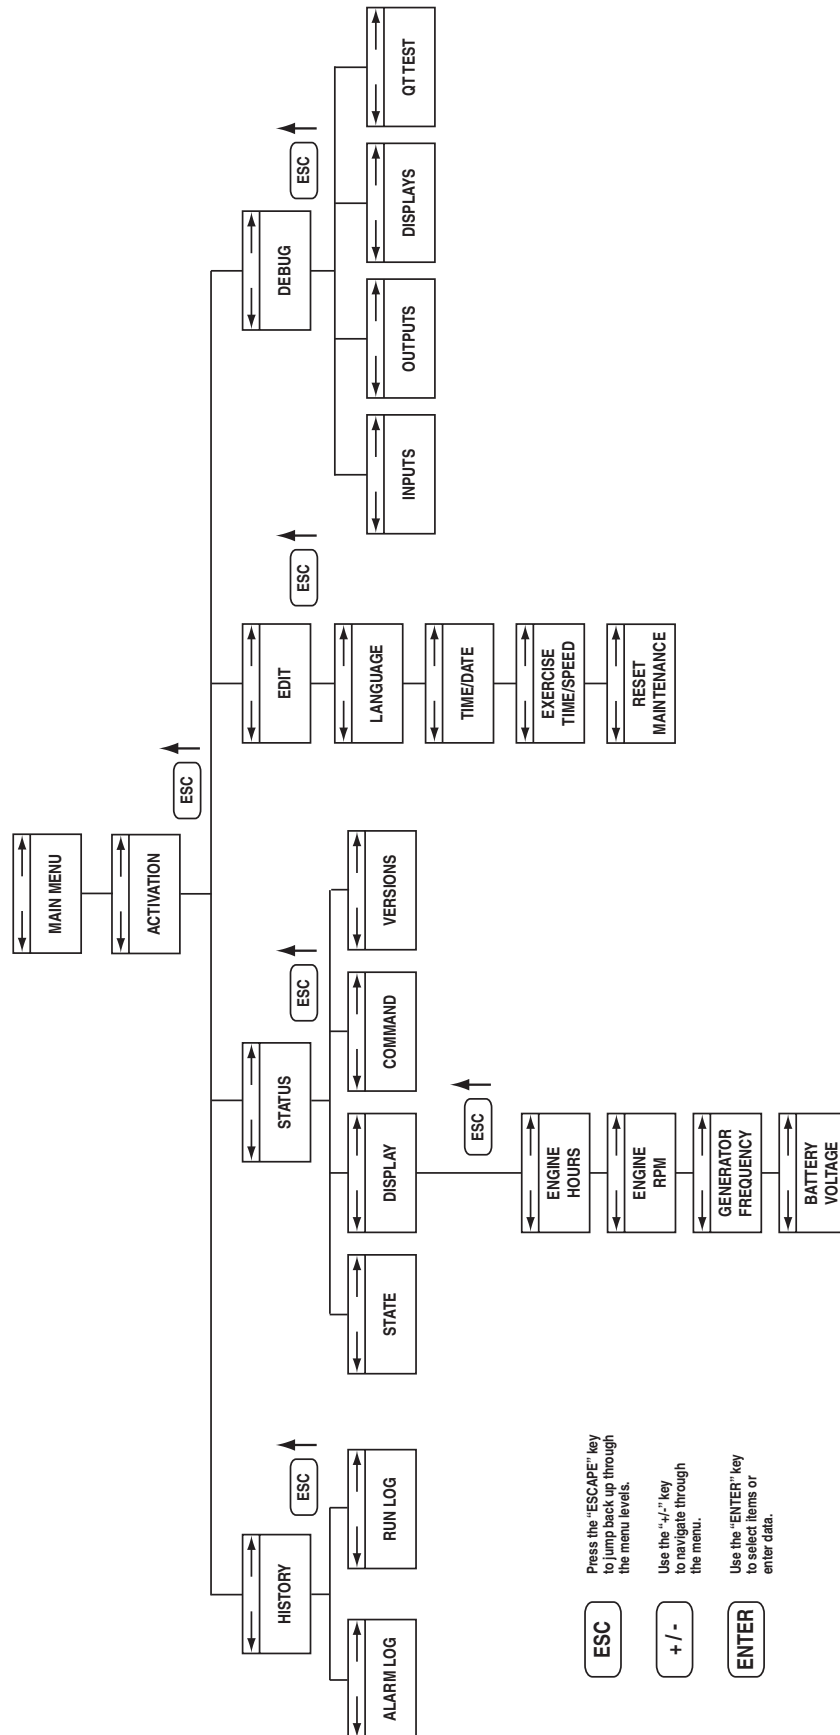 MAIN MENU
ACTIVATION
ESC
HISTORY
STATUS
EDIT
DEBUG
ESC
ESC
ESC
ESC
ALARM LOG
RUN LOG
STATE
DISPLAY
COMMAND
VERSIONS
LANGUAGE
TIME/DATE
EXERCISE
TIME/SPEED
RESET
MAINTENANCE
INPUTS
OUTPUTS
DISPLAYS
QT TEST
ESC
ENGINE
HOURS
ENGINE
RPM
GENERATOR
FREQUENCY
BATTERY
VOLTAGE
ESC
Press the "ESCAPE" key
to jump back up through
the menu levels.
+ / -
Use the "+/-" key
to navigate through
the menu.
ENTER
Use the "ENTER" key
to select items or
enter data.